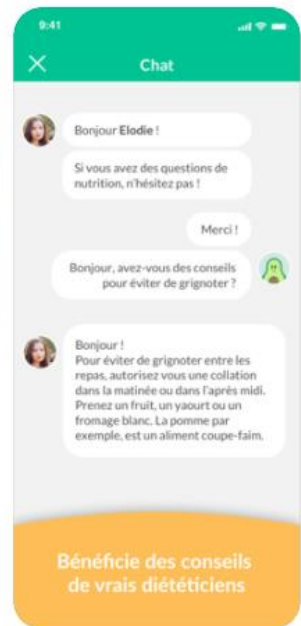 9:41
Chat
Bonjour Elodie !
Si vous avez des questions de
nutrition, n'hésitez pas !
Merci !
Bonjour, avez-vous des conseils
pour éviter de grignoter ?
Bonjour !
Pour éviter de grignoter entre les
repas, autorisez vous une collation
dans la matinée ou dans l'après midi.
Prenez un fruit, un yaourt ou un
fromage blanc. La pomme par
exemple, est un aliment coupe-faim.
Bénéficie des conseils
de vrais diététiciens